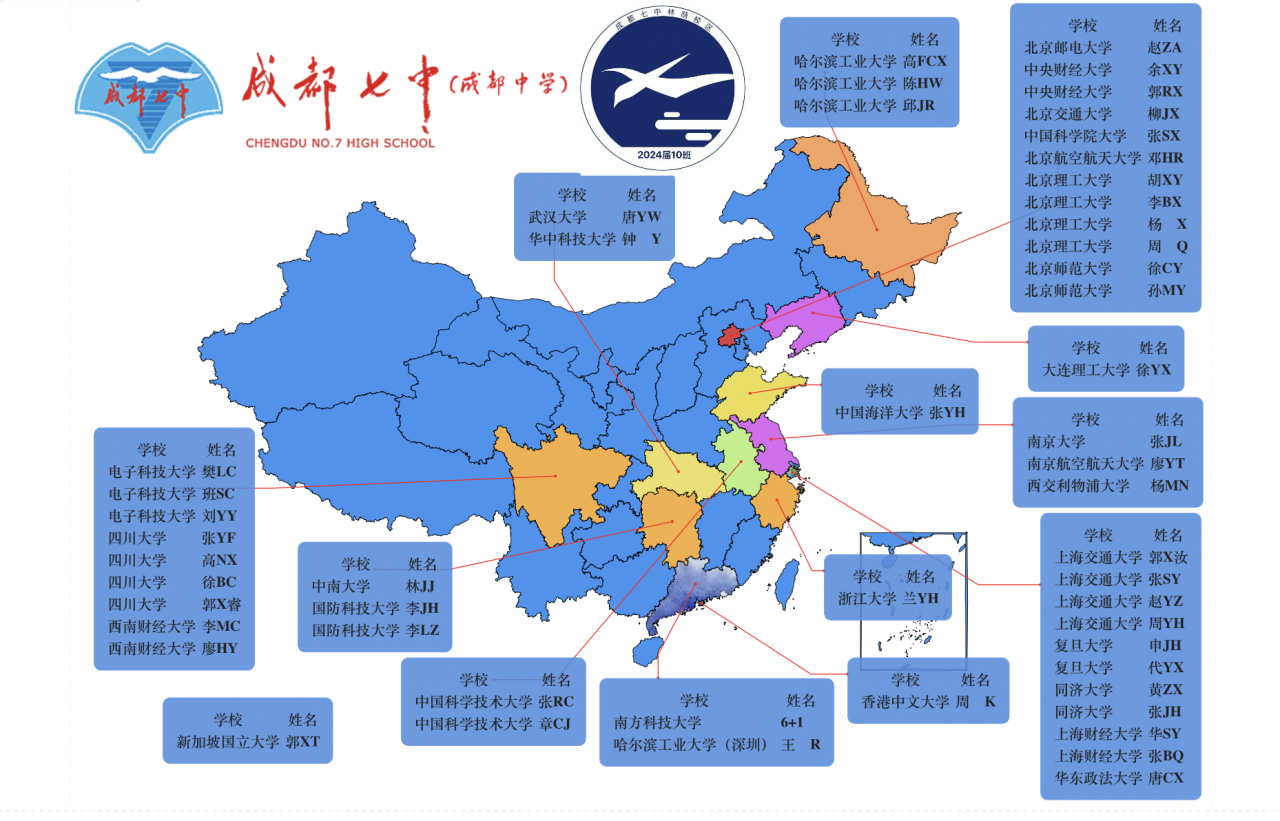 成都七中
成都七中(成都中学)
CHENGDU NO.7 HIGH SCHOOL
成都七中林荫校区
2024届10班
学校 姓名
哈尔滨工业大学 高FCX
哈尔滨工业大学 陈HW
哈尔滨工业大学 邱JR
学校 姓名
北京邮电大学 赵ZA
中央财经大学 余XY
中央财经大学 郭RX
北京交通大学 柳JX
中国科学院大学 张SX
北京航空航天大学 邓HR
北京理工大学 胡XY
北京理工大学 李BX
北京理工大学 杨 X
北京理工大学 周 Q
北京师范大学 徐CY
北京师范大学 孙MY
学校 姓名
武汉大学 唐YW
华中科技大学 钟 Y
学校 姓名
大连理工大学 徐YX
学校 姓名
中国海洋大学 张YH
学校 姓名
南京大学 张JL
南京航空航天大学 廖YT
西交利物浦大学 杨MN
学校 姓名
电子科技大学 樊LC
电子科技大学 班SC
电子科技大学 刘YY
四川大学 张YF
四川大学 高NX
四川大学 徐BC
四川大学 郭X睿
西南财经大学 李MC
西南财经大学 廖HY
学校 姓名
中南大学 林JJ
国防科技大学 李JH
国防科技大学 李LZ
学校 姓名
浙江大学 兰YH
学校 姓名
上海交通大学 郭X汝
上海交通大学 张SY
上海交通大学 赵YZ
上海交通大学 周YH
复旦大学 申JH
复旦大学 代YX
同济大学 黄ZX
同济大学 张JH
上海财经大学 华SY
上海财经大学 张BQ
华东政法大学 唐CX
学校 姓名
中国科学技术大学 张RC
中国科学技术大学 章CJ
学校 姓名
南方科技大学 6+1
哈尔滨工业大学（深圳） 王 R
学校 姓名
香港中文大学 周 K
学校 姓名
新加坡国立大学 郭XT